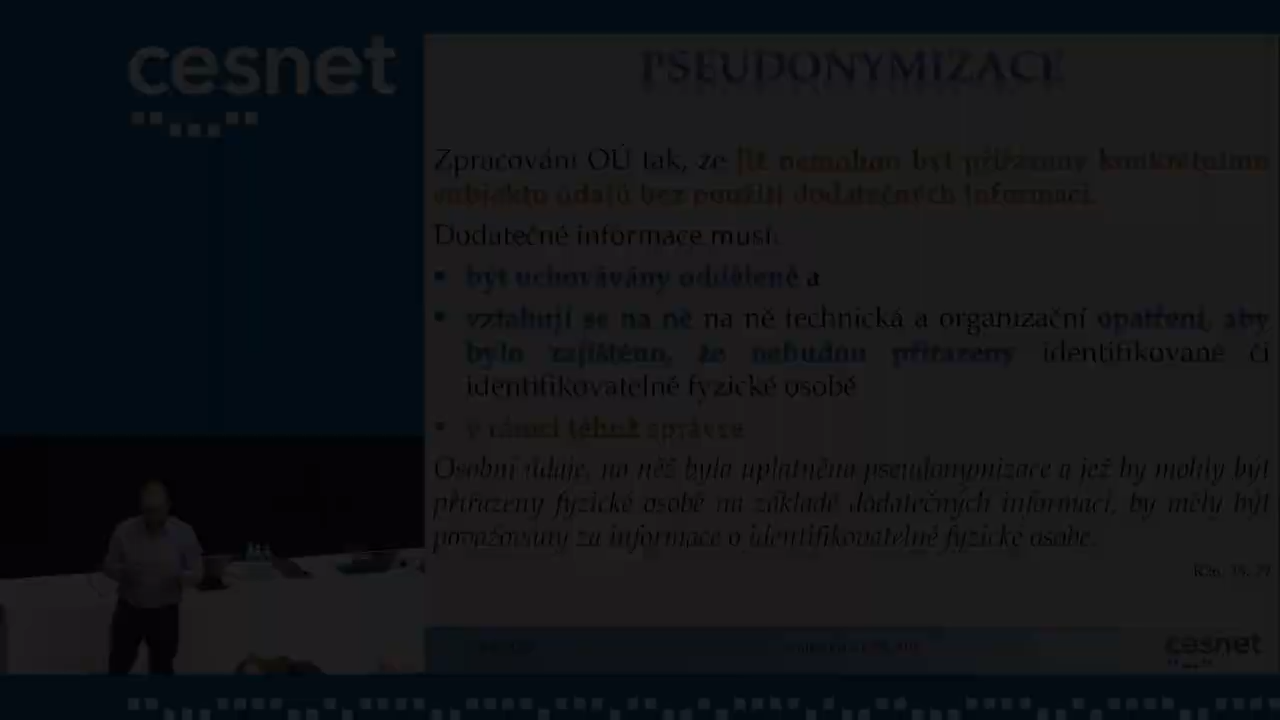 cesnet
PSEUDONYMIZACE
Zpracování OÚ tak, že již nemohou být přiřazeny konkrétnímu
subjektu údajů bez použití dodatečných informací.
Dodatečné informace musí:
být uchovávány odděleně a
vztahují se na ně na ně technická a organizační opatření, aby
bylo zajištěno, že nebudou přiřazeny identifikované či
identifikovatelné fyzické osobě
v rámci téhož správce
Osobní údaje, na něž byla uplatněna pseudonymizace a jež by mohly být
přiřazeny fyzické osobě na základě dodatečných informací, by měly být
považovány za informace o identifikovatelné fyzické osobě.
cesnet